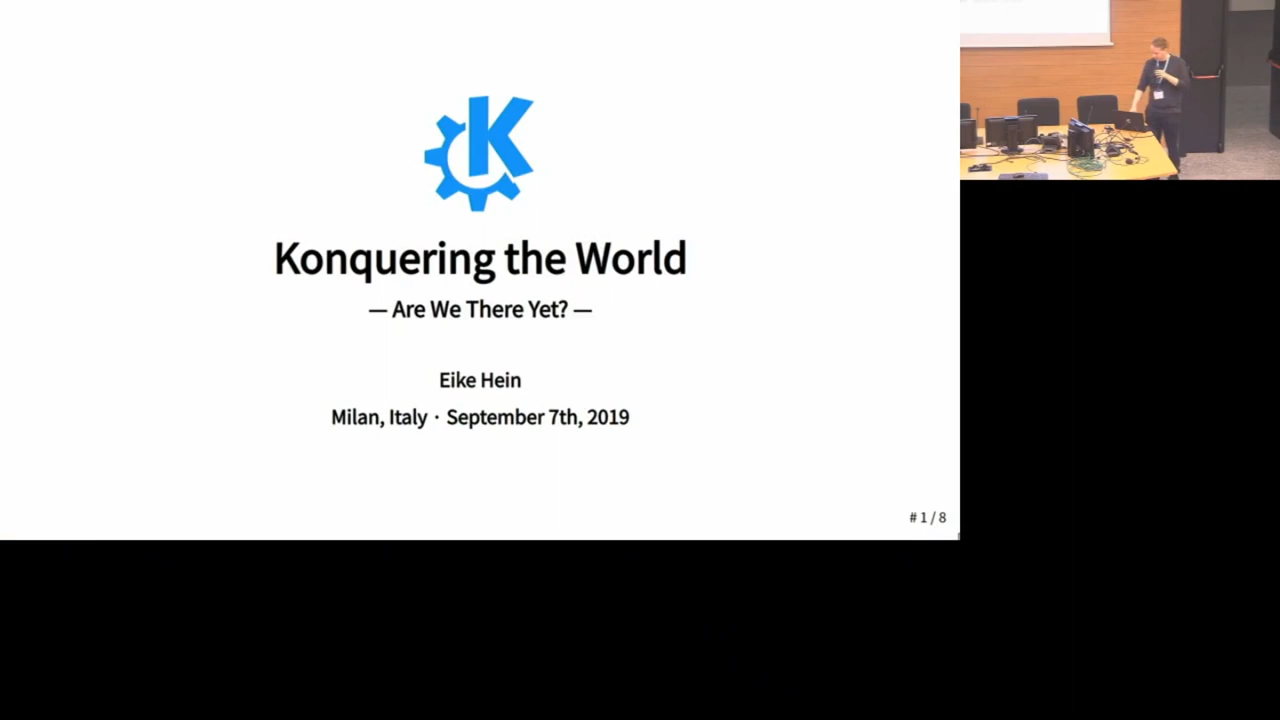 K
Konquering the World
— Are We There Yet? —
Eike Hein
Milan, Italy · September 7th, 2019
# 1 / 8